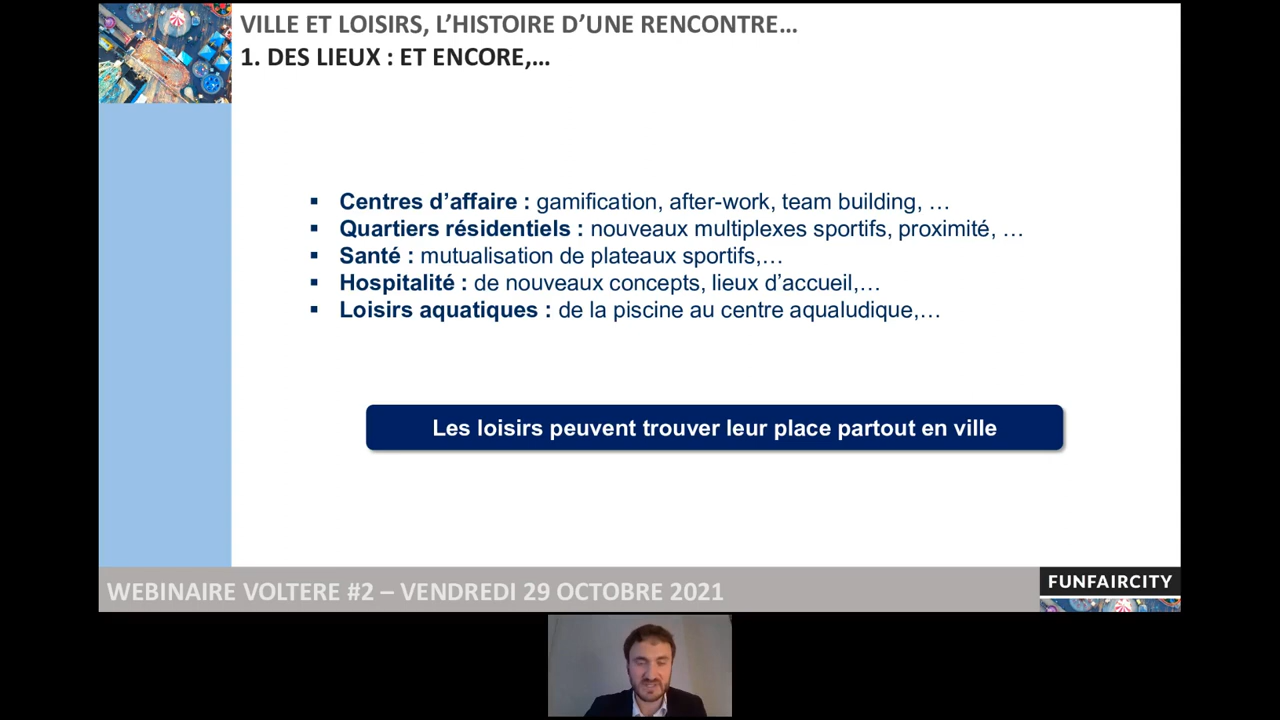 VILLE ET LOISIRS, L’HISTOIRE D’UNE RENCONTRE…
1. DES LIEUX : ET ENCORE,…
▪ Centres d’affaire : gamification, after-work, team building, …
▪ Quartiers résidentiels : nouveaux multiplexes sportifs, proximité, …
▪ Santé : mutualisation de plateaux sportifs,…
▪ Hospitalité : de nouveaux concepts, lieux d’accueil,…
▪ Loisirs aquatiques : de la piscine au centre aqualudique,…
Les loisirs peuvent trouver leur place partout en ville
WEBINAIRE VOLTERE #2 – VENDREDI 29 OCTOBRE 2021
FUNFAIRCITY